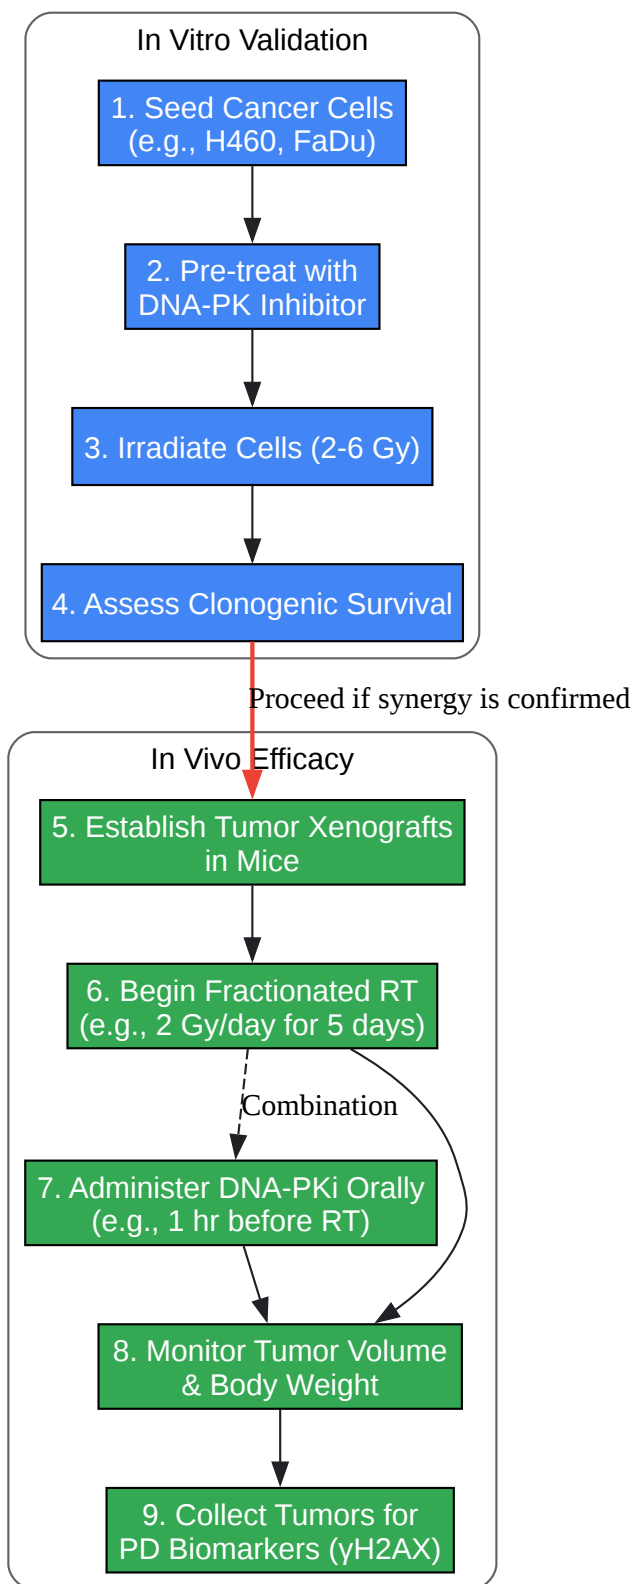 In Vitro Validation
1. Seed Cancer Cells
(e.g., H460, FaDu)
2. Pre-treat with
DNA-PK Inhibitor
3. Irradiate Cells (2-6 Gy)
4. Assess Clonogenic Survival
Proceed if synergy is confirmed
In Vivo Efficacy
5. Establish Tumor Xenografts
in Mice
6. Begin Fractionated RT
(e.g., 2 Gy/day for 5 days)
Combination
7. Administer DNA-PKi Orally
(e.g., 1 hr before RT)
8. Monitor Tumor Volume
& Body Weight
9. Collect Tumors for
PD Biomarkers (γH2AX)